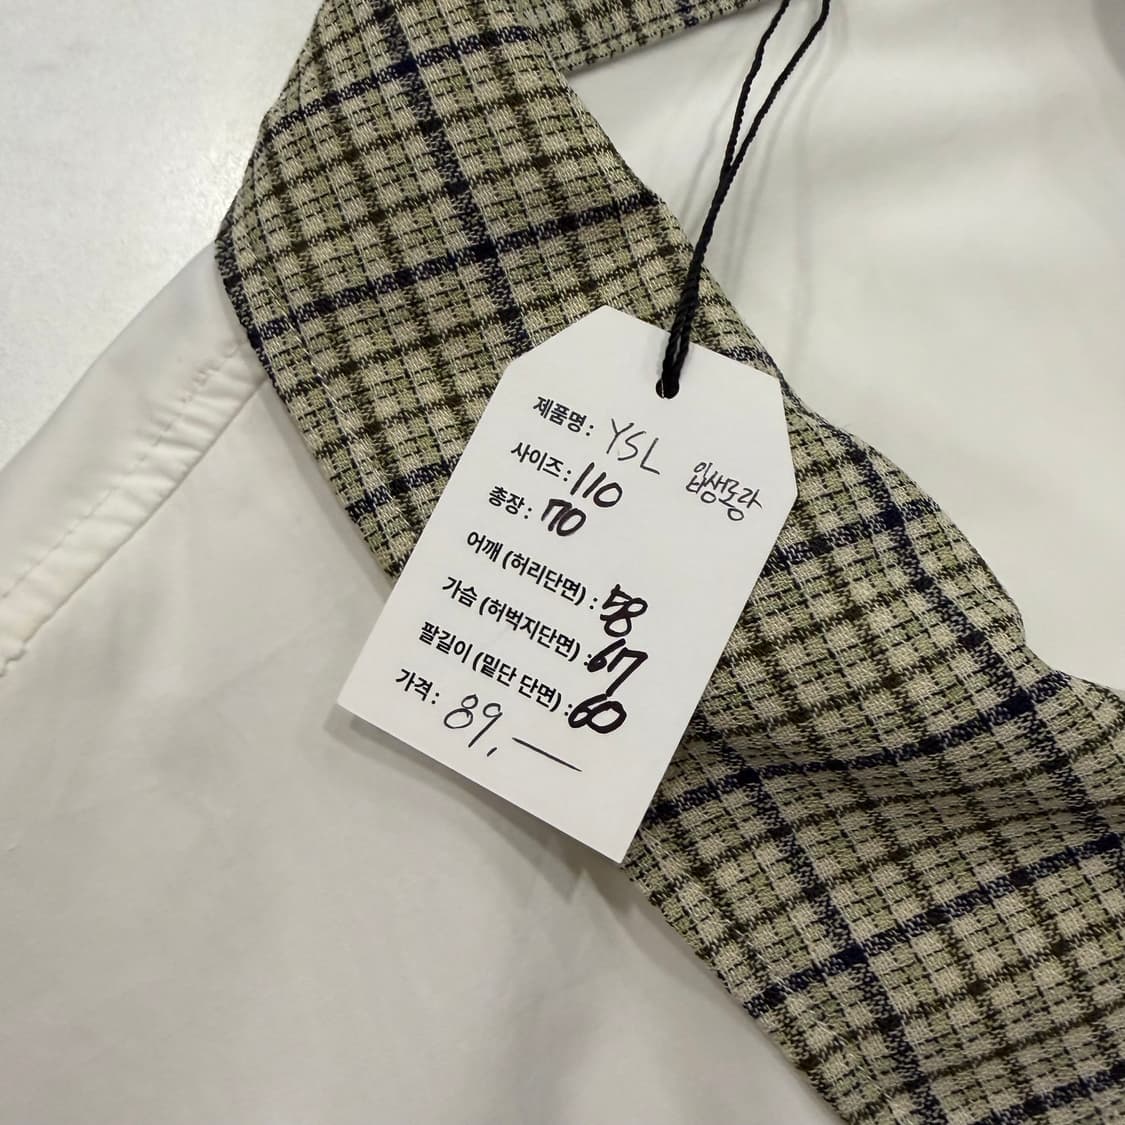 제품명: YSL 입생로랑
사이즈: 110
총장: 70
어깨 (허리단면) : 58
가슴 (허벅지단면) : 67
팔길이 (밑단 단면) : 60
가격: 89,—